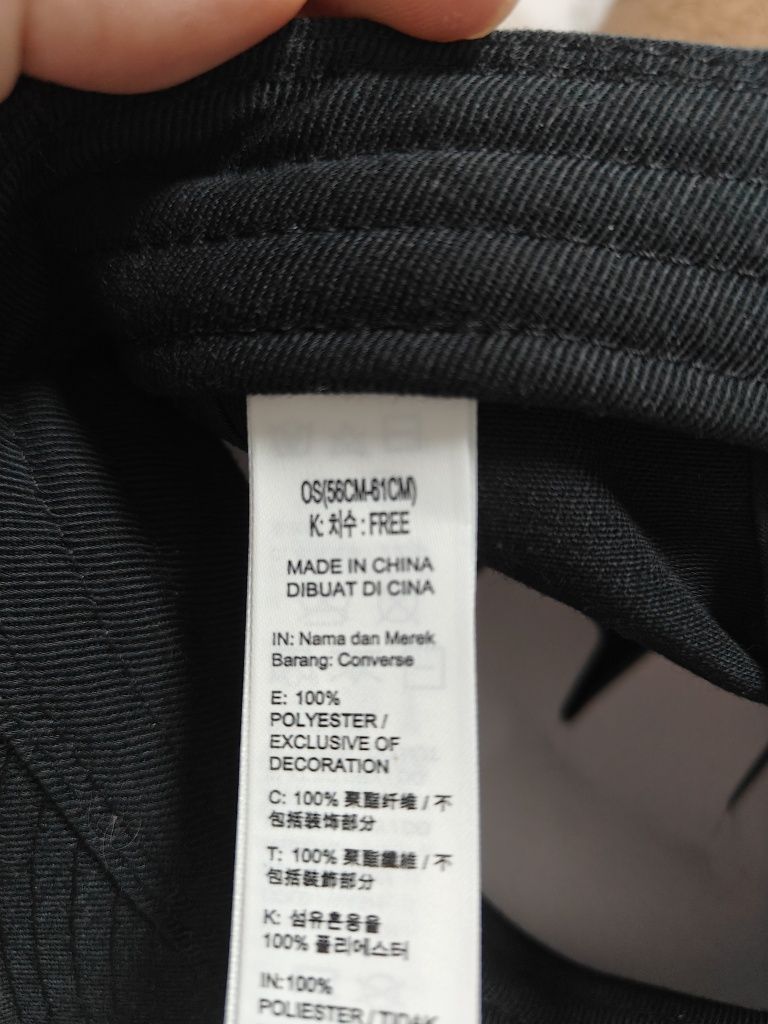 OS(56CM-61CM)
K: 치수 : FREE
MADE IN CHINA
DIBUAT DI CINA
IN: Nama dan Merek
Barang: Converse
E: 100%
POLYESTER /
EXCLUSIVE OF
DECORATION
C: 100% 聚酯纤维 / 不
包括装饰部分
T: 100% 聚酯纖維 / 不
包括裝飾部分
K: 섬유혼용율
100% 폴리에스터
IN:100%
POLIESTER / TIDAK